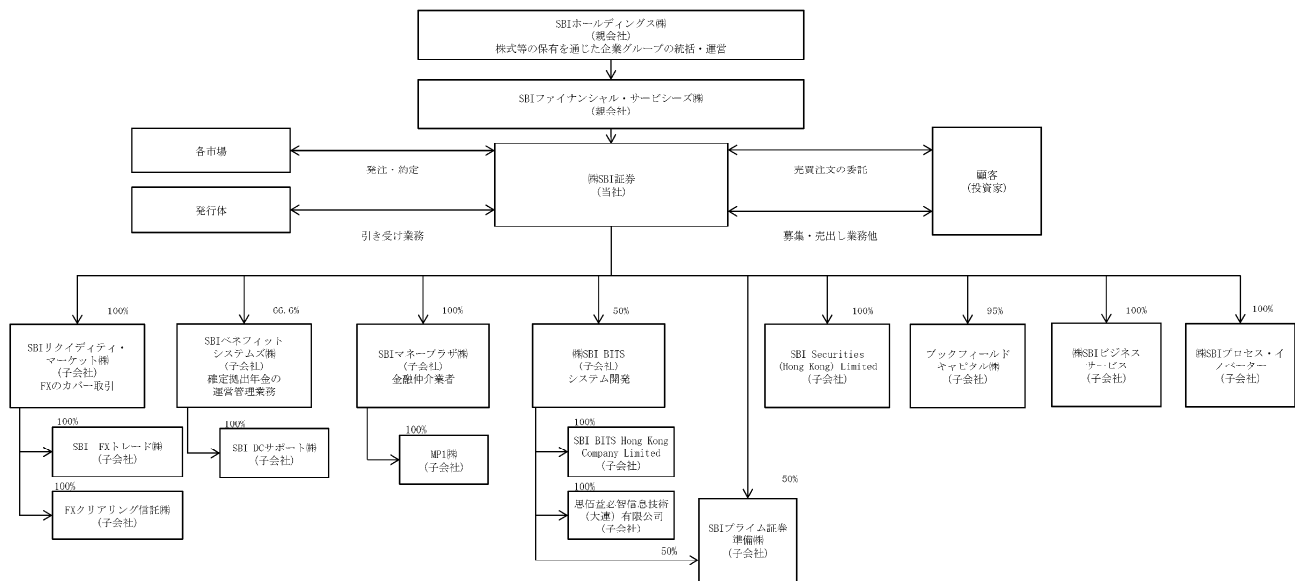 SBIホールディングス㈱
(親会社)
株式等の保有を通じた企業グループの統括・運営
SBIファイナンシャル・サービシーズ㈱
(親会社)
各市場
発注・約定
㈱SBI証券
(当社)
売買注文の委託
顧客
(投資家)
発行体
引き受け業務
募集・売出し業務他
100%
66.6%
100%
50%
100%
95%
100%
100%
SBIリクイディティ・
マーケット㈱
(子会社)
FXのカバー取引
SBIベネフィット
システムズ㈱
(子会社)
確定拠出年金の
運営管理業務
SBIマネープラザ㈱
(子会社)
金融仲介業者
㈱SBI BITS
(子会社)
システム開発
SBI Securities
(Hong Kong) Limited
(子会社)
ブックフィールド
キャピタル㈱
(子会社)
㈱SBIビジネス
サービス
(子会社)
㈱SBIプロセス・イ
ノベーター
(子会社)
100%
SBI FXトレード㈱
(子会社)
100%
SBI DCサポート㈱
(子会社)
100%
MP1㈱
(子会社)
100%
SBI BITS Hong Kong
Company Limited
(子会社)
100%
FXクリアリング信託㈱
(子会社)
100%
思佰益必智信息技術
(大連)有限公司
(子会社)
50%
50%
SBIプライム証券
準備㈱
(子会社)